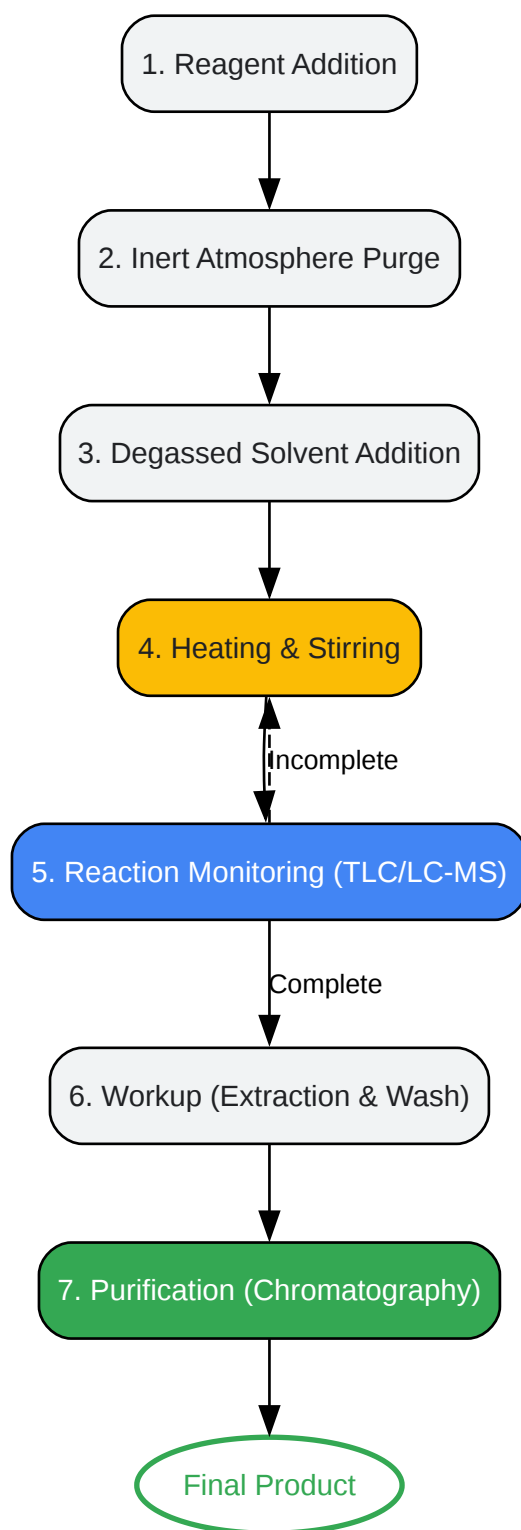 1. Reagent Addition
2. Inert Atmosphere Purge
3. Degassed Solvent Addition
4. Heating & Stirring
Incomplete
5. Reaction Monitoring (TLC/LC-MS)
Complete
6. Workup (Extraction & Wash)
7. Purification (Chromatography)
Final Product